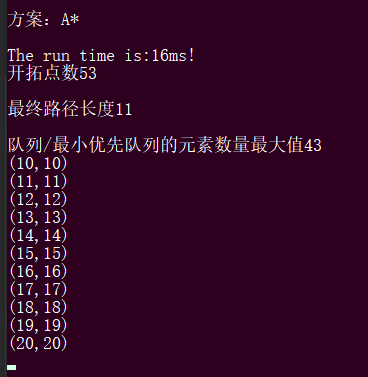 方案：A*
The run time is:16ms!
开拓点数53
最终路径长度11
队列/最小优先队列的元素数量最大值43
(10,10)
(11,11)
(12,12)
(13,13)
(14,14)
(15,15)
(16,16)
(17,17)
(18,18)
(19,19)
(20,20)